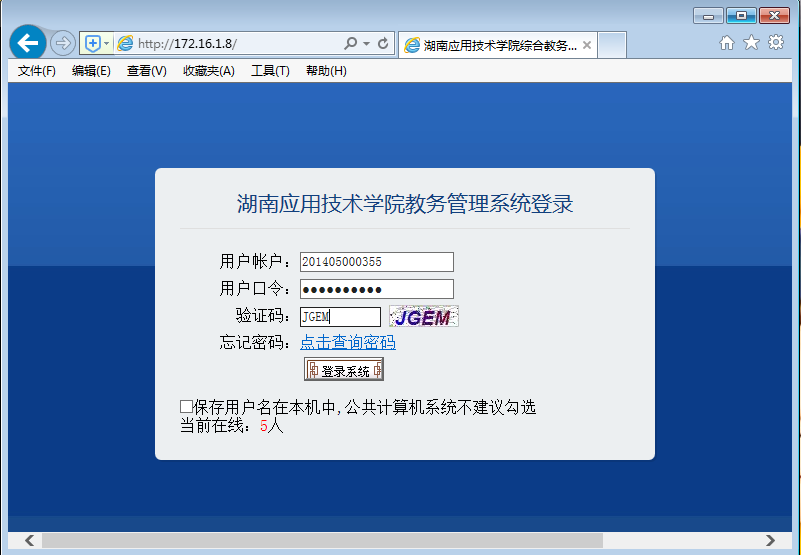 http://172.16.1.8/
湖南应用技术学院综合教务...
文件(F) 编辑(E) 查看(V) 收藏夹(A) 工具(T) 帮助(H)
湖南应用技术学院教务管理系统登录
用户帐户：201405000355
用户口令：●●●●●●●●●●
验证码：JGEM JGEM
忘记密码：点击查询密码
登录系统
保存用户名在本机中,公共计算机系统不建议勾选
当前在线：5人